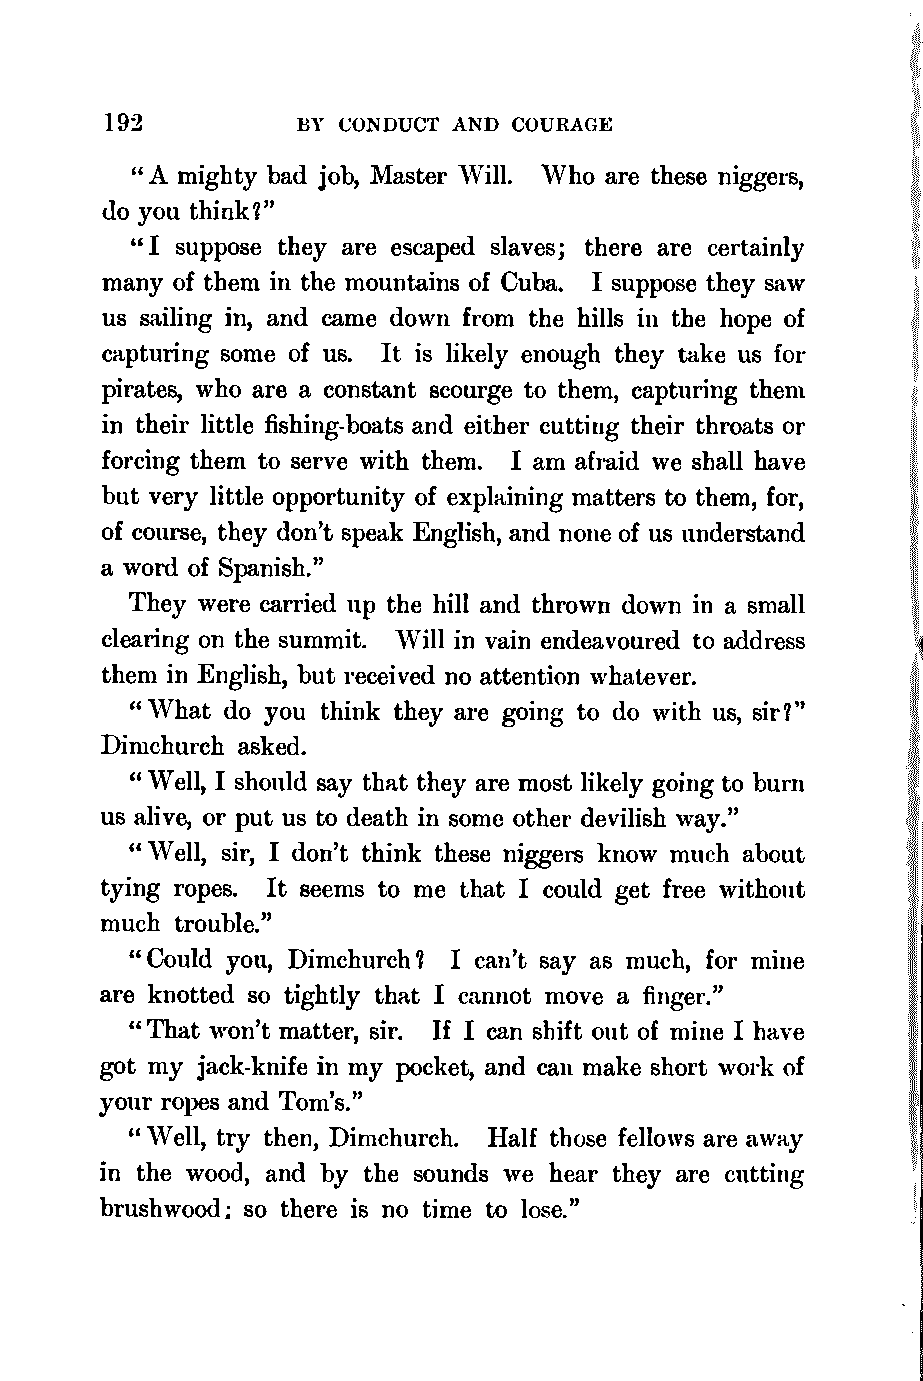 192 BY CONDUCT AND COURAGE
“A mighty bad job, Master Will. Who are these niggers,
do you think?”
“I suppose they are escaped slaves; there are certainly
many of them in the mountains of Cuba. I suppose they saw
us sailing in, and came down from the hills in the hope of
capturing some of us. It is likely enough they take us for
pirates, who are a constant scourge to them, capturing them
in their little fishing-boats and either cutting their throats or
forcing them to serve with them. I am afraid we shall have
but very little opportunity of explaining matters to them, for,
of course, they don’t speak English, and none of us understand
a word of Spanish.”
They were carried up the hill and thrown down in a small
clearing on the summit. Will in vain endeavoured to address
them in English, but received no attention whatever.
“What do you think they are going to do with us, sir?”
Dimchurch asked.
“Well, I should say that they are most likely going to burn
us alive, or put us to death in some other devilish way.”
“Well, sir, I don’t think these niggers know much about
tying ropes. It seems to me that I could get free without
much trouble.”
“Could you, Dimchurch? I can’t say as much, for mine
are knotted so tightly that I cannot move a finger.”
“That won’t matter, sir. If I can shift out of mine I have
got my jack-knife in my pocket, and can make short work of
your ropes and Tom’s.”
“Well, try then, Dimchurch. Half those fellows are away
in the wood, and by the sounds we hear they are cutting
brushwood; so there is no time to lose.”